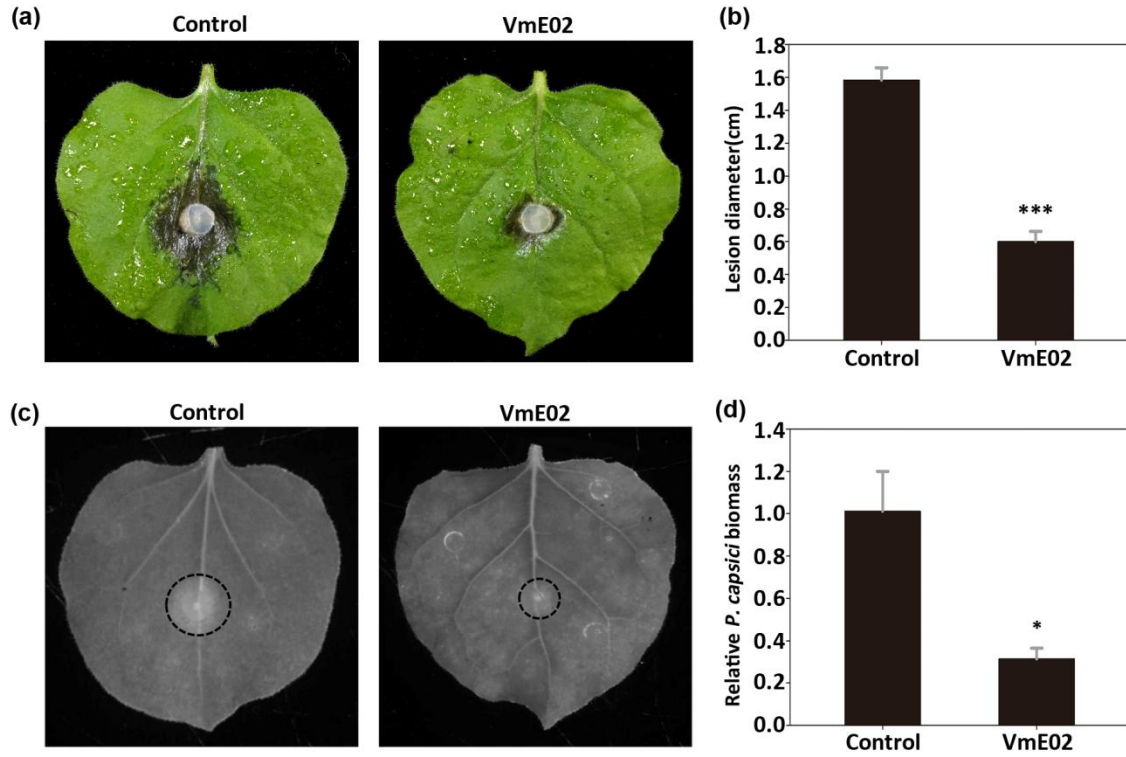 (a)
Control
VmE02
(b)
Lesion diameter(cm)
1.8
1.6
1.4
1.2
1.0
0.8
0.6
0.4
0.2
0.0
***
Control
VmE02
(c)
Control
VmE02
(d)
Relative P. capsici biomass
1.4
1.2
1.0
0.8
0.6
0.4
0.2
0.0
*
Control
VmE02